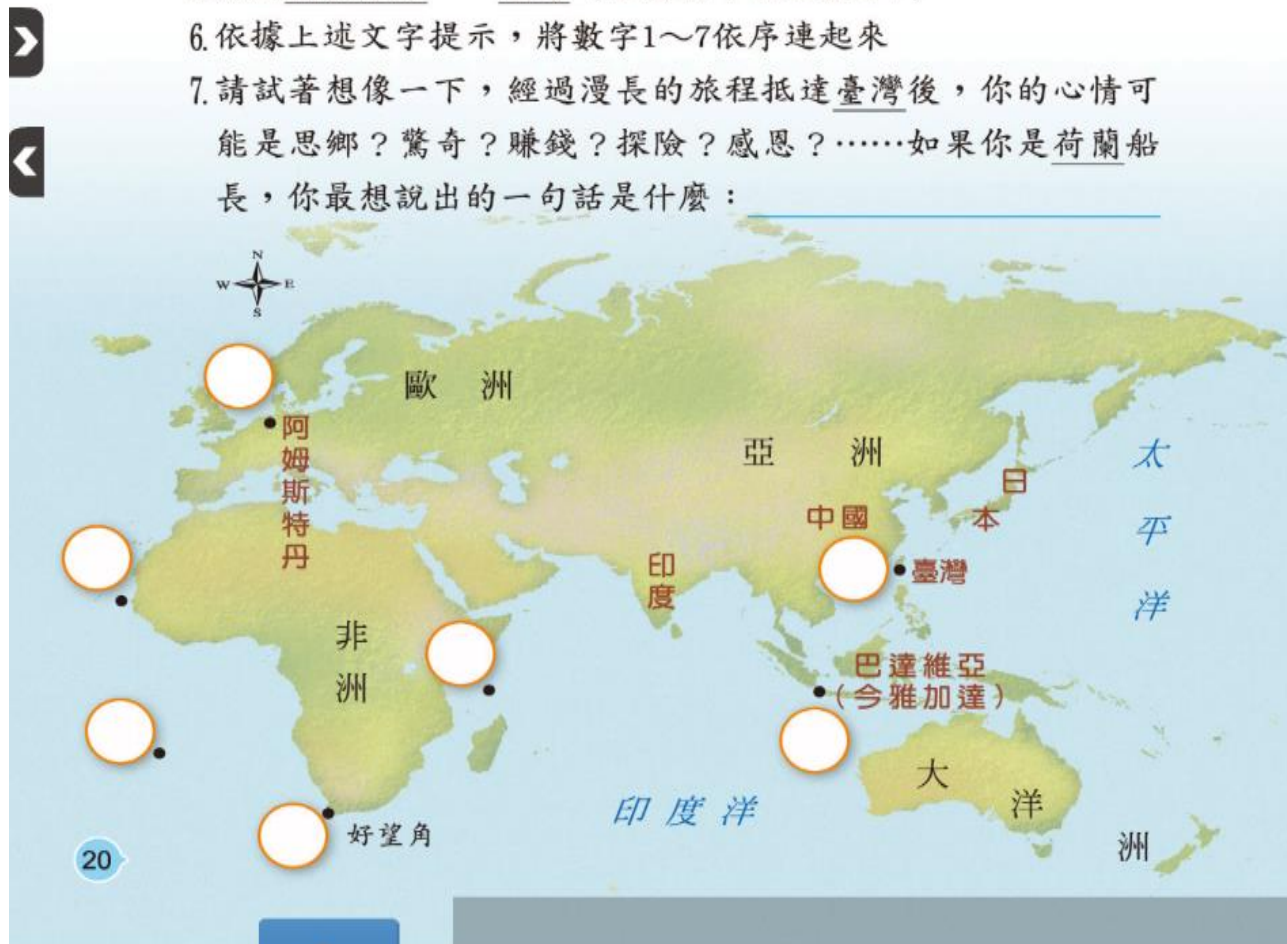 6.依據上述文字提示，將數字1～7依序連起來
7.請試著想像一下，經過漫長的旅程抵達臺灣後，你的心情可
能是思鄉？驚奇？賺錢？探險？感恩？……如果你是荷蘭船
長，你最想說出的一句話是什麼：
N
W E
S
歐洲
阿姆斯特丹
亞洲
太平洋
日本
中國
臺灣
印度
非洲
巴達維亞
（今雅加達）
大洋洲
印度洋
好望角
20